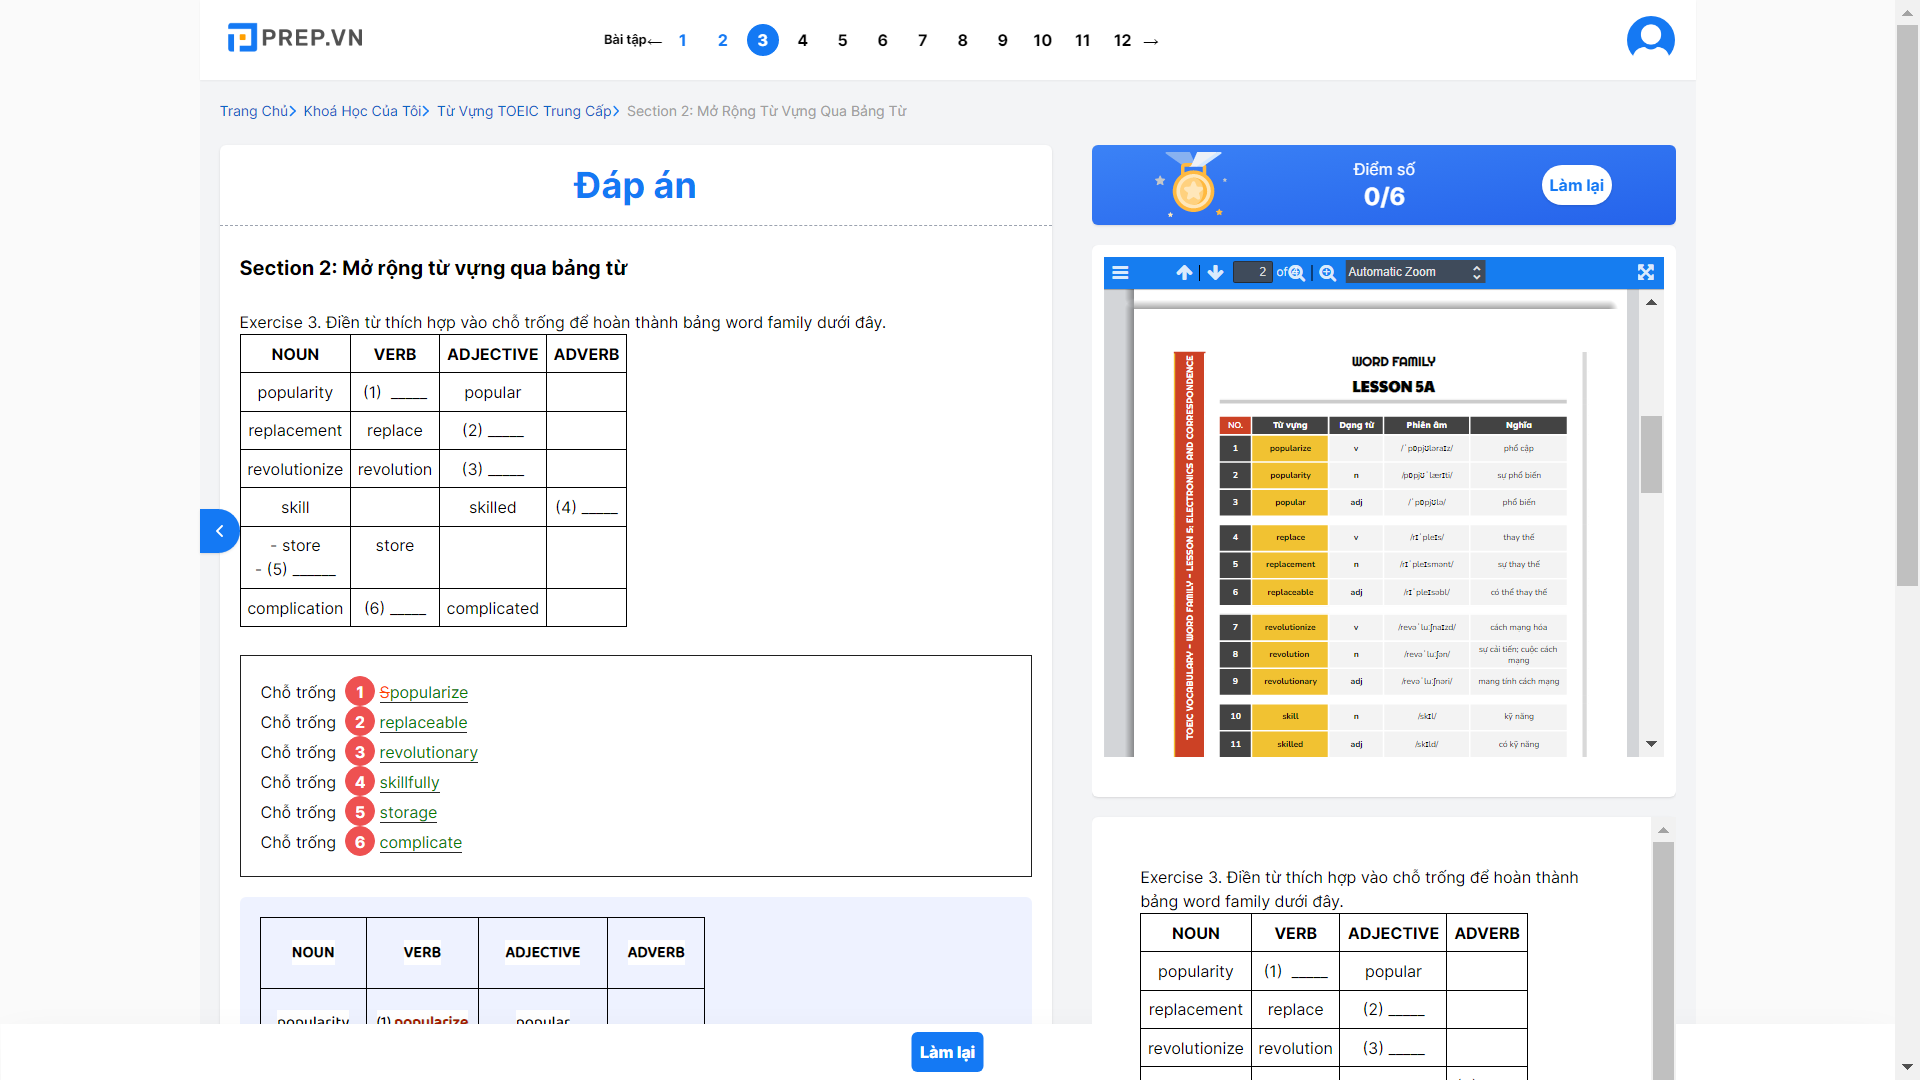 PREP.VN
Bài tập← 1 2 3 4 5 6 7 8 9 10 11 12 →
Trang Chủ> Khoá Học Của Tôi> Từ Vựng TOEIC Trung Cấp> Section 2: Mở Rộng Từ Vựng Qua Bảng Từ
Đáp án
Section 2: Mở rộng từ vựng qua bảng từ
Exercise 3. Điền từ thích hợp vào chỗ trống để hoàn thành bảng word family dưới đây.
NOUN VERB ADJECTIVE ADVERB
popularity (1) _____ popular
replacement replace (2) _____
revolutionize revolution (3) _____
skill skilled (4) _____
- store store
- (5) ______
complication (6) _____ complicated
Chỗ trống 1 Spopularize
Chỗ trống 2 replaceable
Chỗ trống 3 revolutionary
Chỗ trống 4 skillfully
Chỗ trống 5 storage
Chỗ trống 6 complicate
NOUN VERB ADJECTIVE ADVERB
popularity (1) popularize popular
Điểm số
0/6
Làm lại
2 of Automatic Zoom
TOEIC VOCABULARY - WORD FAMILY - LESSON 5: ELECTRONICS AND CORRESPONDENCE
WORD FAMILY
LESSON 5A
NO. Từ vựng Dạng từ Phiên âm Nghĩa
1 popularize v /ˈpɒpjʊləraɪz/ phổ cập
2 popularity n /pɒpjʊˈlærɪti/ sự phổ biến
3 popular adj /ˈpɒpjʊlə/ phổ biến
4 replace v /rɪˈpleɪs/ thay thế
5 replacement n /rɪˈpleɪsmənt/ sự thay thế
6 replaceable adj /rɪˈpleɪsəbl/ có thể thay thế
7 revolutionize v /revəˈluːʃnaɪzd/ cách mạng hóa
8 revolution n /revəˈluːʃən/ sự cải tiến; cuộc cách mạng
9 revolutionary adj /revəˈluːʃnəri/ mang tính cách mạng
10 skill n /skɪl/ kỹ năng
11 skilled adj /skɪld/ có kỹ năng
Exercise 3. Điền từ thích hợp vào chỗ trống để hoàn thành
bảng word family dưới đây.
NOUN VERB ADJECTIVE ADVERB
popularity (1) _____ popular
replacement replace (2) _____
revolutionize revolution (3) _____
Làm lại